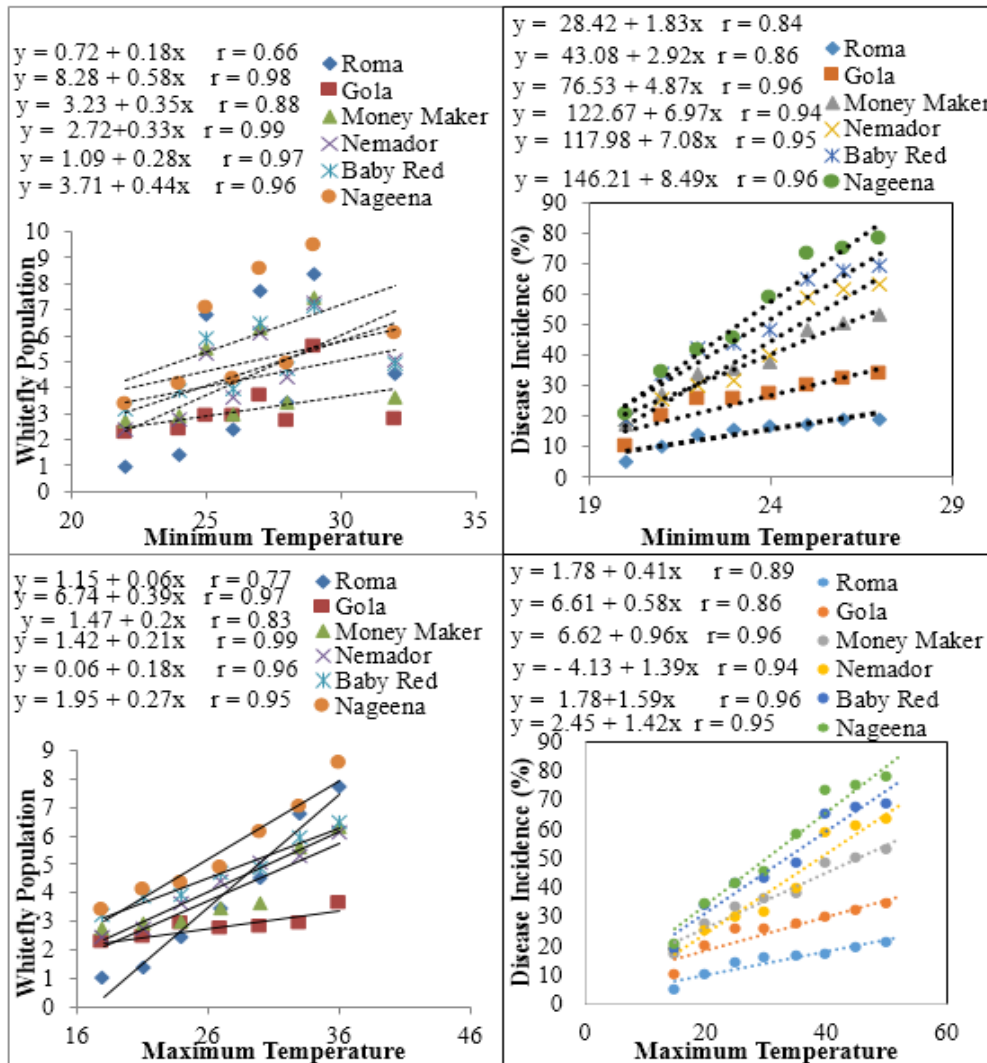 y = 0.72 + 0.18x r = 0.66
y = 8.28 + 0.58x r = 0.98
y = 3.23 + 0.35x r = 0.88
y = 2.72+0.33x r = 0.99
y = 1.09 + 0.28x r = 0.97
y = 3.71 + 0.44x r = 0.96
Roma
Gola
Money Maker
Nemador
Baby Red
Nageena
Whitefly Population
10
9
8
7
6
5
4
3
2
1
0
20 25 30 35
Minimum Temperature
y = 28.42 + 1.83x r = 0.84
y = 43.08 + 2.92x r = 0.86
y = 76.53 + 4.87x r = 0.96
y = 122.67 + 6.97x r = 0.94
y = 117.98 + 7.08x r = 0.95
y = 146.21 + 8.49x r = 0.96
Roma
Gola
Money Maker
Nemador
Baby Red
Nageena
Disease Incidence (%)
90
80
70
60
50
40
30
20
10
0
19 24 29
Minimum Temperature
y = 1.15 + 0.06x r = 0.77
y = 6.74 + 0.39x r = 0.97
y = 1.47 + 0.2x r = 0.83
y = 1.42 + 0.21x r = 0.99
y = 0.06 + 0.18x r = 0.96
y = 1.95 + 0.27x r = 0.95
Roma
Gola
Money Maker
Nemador
Baby Red
Nageena
Whitefly Population
9
8
7
6
5
4
3
2
1
0
16 26 36 46
Maximum Temperature
y = 1.78 + 0.41x r = 0.89
y = 6.61 + 0.58x r = 0.86
y = 6.62 + 0.96x r= 0.96
y = - 4.13 + 1.39x r = 0.94
y = 1.78+1.59x r = 0.96
y = 2.45 + 1.42x r = 0.95
Roma
Gola
Money Maker
Nemador
Baby Red
Nageena
Disease Incidence (%)
90
80
70
60
50
40
30
20
10
0
0 20 40 60
Maximum Temperature